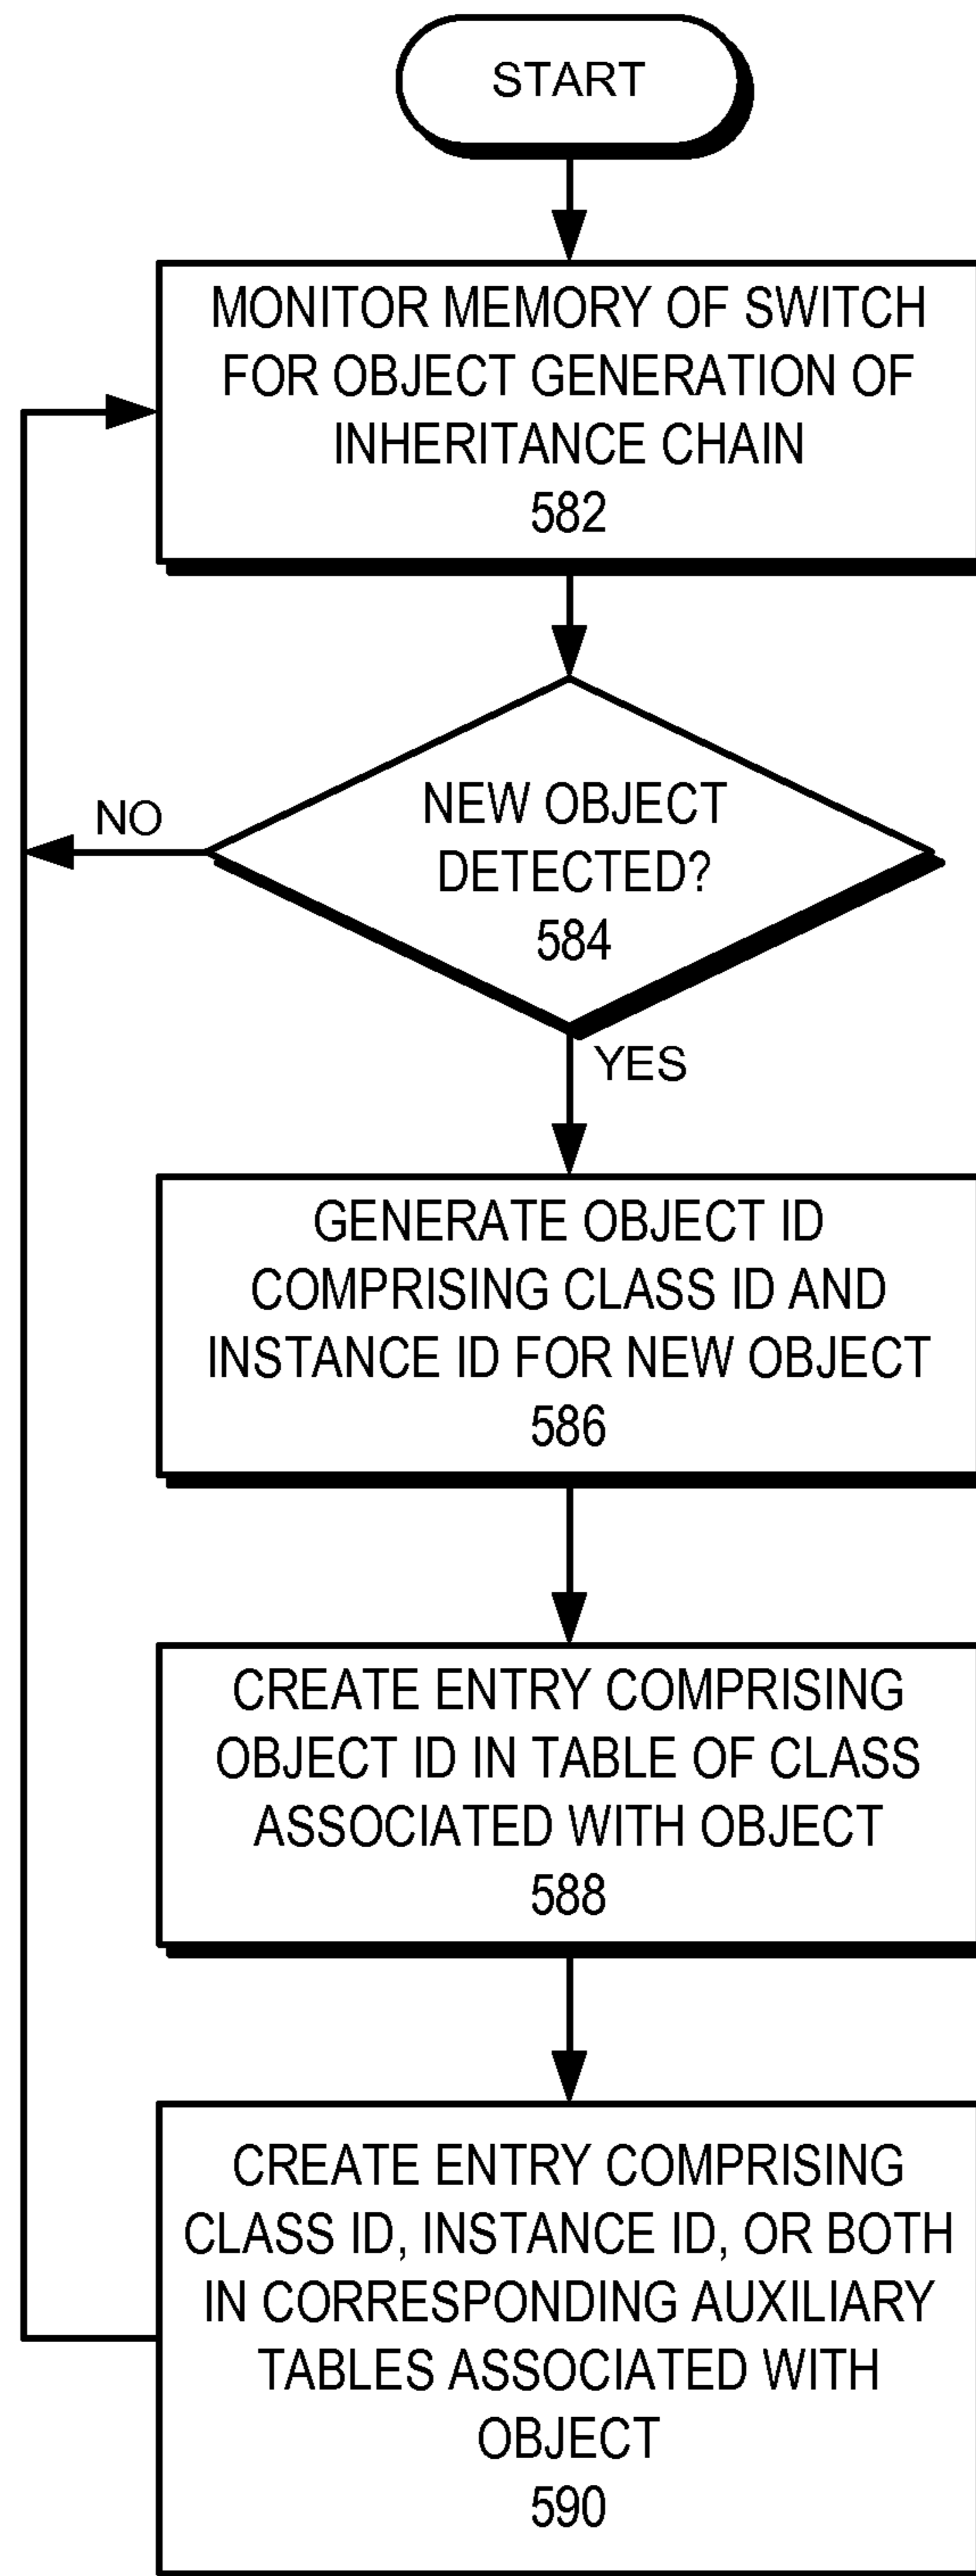 START
MONITOR MEMORY OF SWITCH
FOR OBJECT GENERATION OF
INHERITANCE CHAIN
582
NEW OBJECT
DETECTED?
584
NO
YES
GENERATE OBJECT ID
COMPRISING CLASS ID AND
INSTANCE ID FOR NEW OBJECT
586
CREATE ENTRY COMPRISING
OBJECT ID IN TABLE OF CLASS
ASSOCIATED WITH OBJECT
588
CREATE ENTRY COMPRISING
CLASS ID, INSTANCE ID, OR BOTH
IN CORRESPONDING AUXILIARY
TABLES ASSOCIATED WITH
OBJECT
590